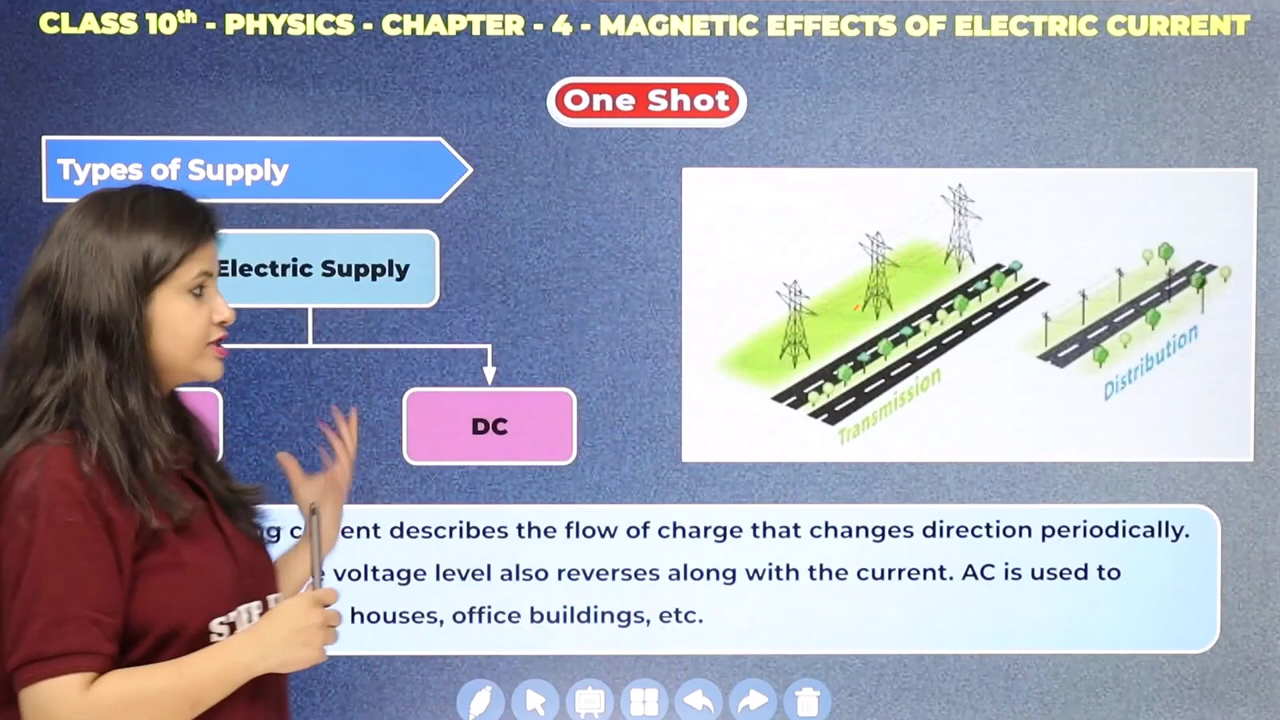 CLASS 10th - PHYSICS - CHAPTER - 4 - MAGNETIC EFFECTS OF ELECTRIC CURRENT
One Shot
Types of Supply
Electric Supply
DC
Transmission
Distribution
current describes the flow of charge that changes direction periodically.
voltage level also reverses along with the current. AC is used to
houses, office buildings, etc.